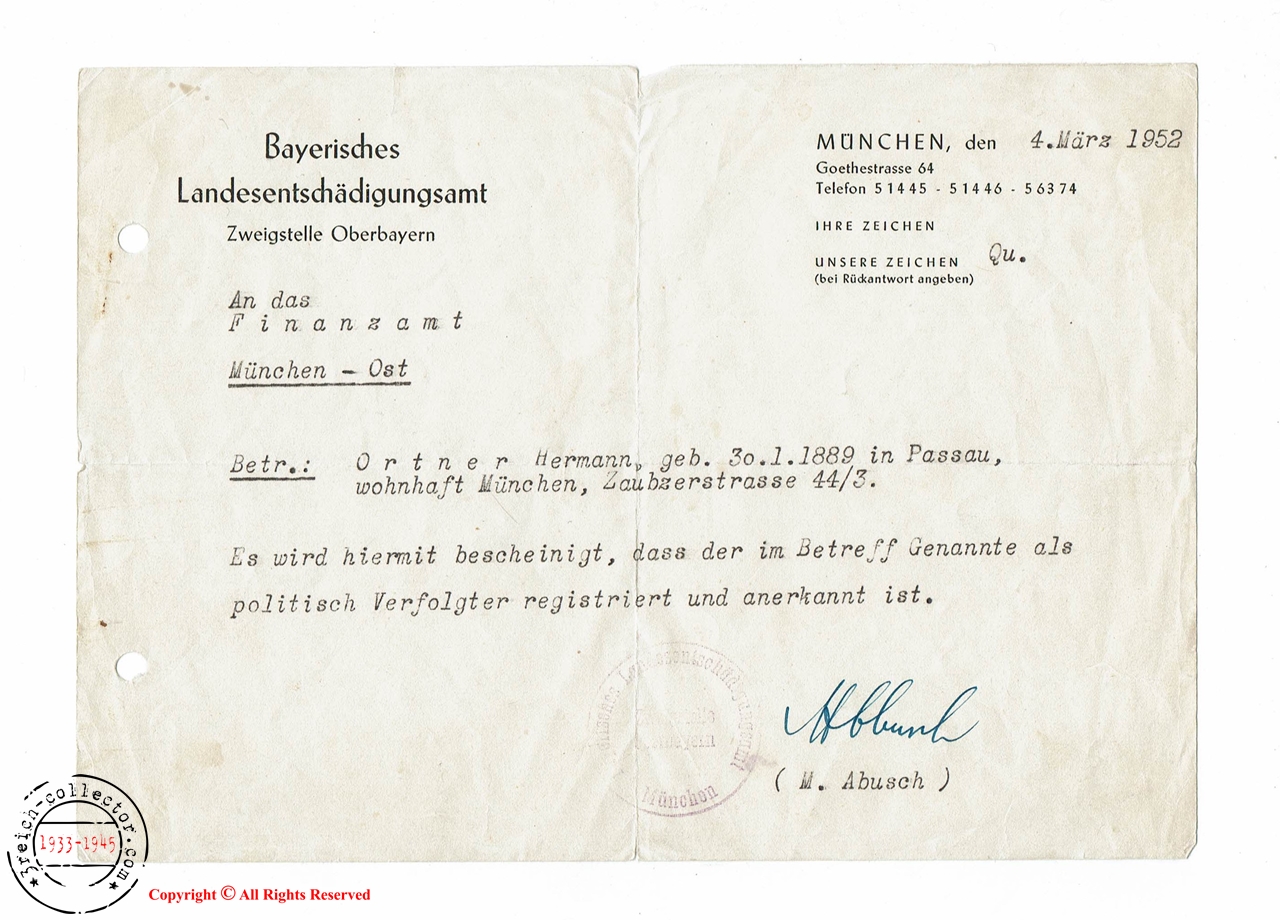 Bayerisches
Landesentschädigungsamt
Zweigstelle Oberbayern
MÜNCHEN, den 4.März 1952
Goethestrasse 64
Telefon 51445 - 51446 - 56374
IHRE ZEICHEN
UNSERE ZEICHEN Qu.
(bei Rückantwort angeben)
An das
F i n a n z a m t
München - Ost
Betr.: O r t n e r Hermann, geb. 30.1.1889 in Passau,
wohnhaft München, Zaubzerstrasse 44/3.
Es wird hiermit bescheinigt, dass der im Betreff Genannte als
politisch Verfolgter registriert und anerkannt ist.
Landesentschädigungsamt
München
( M. Abusch )
3reich-collector.com
1933-1945
Copyright © All Rights Reserved